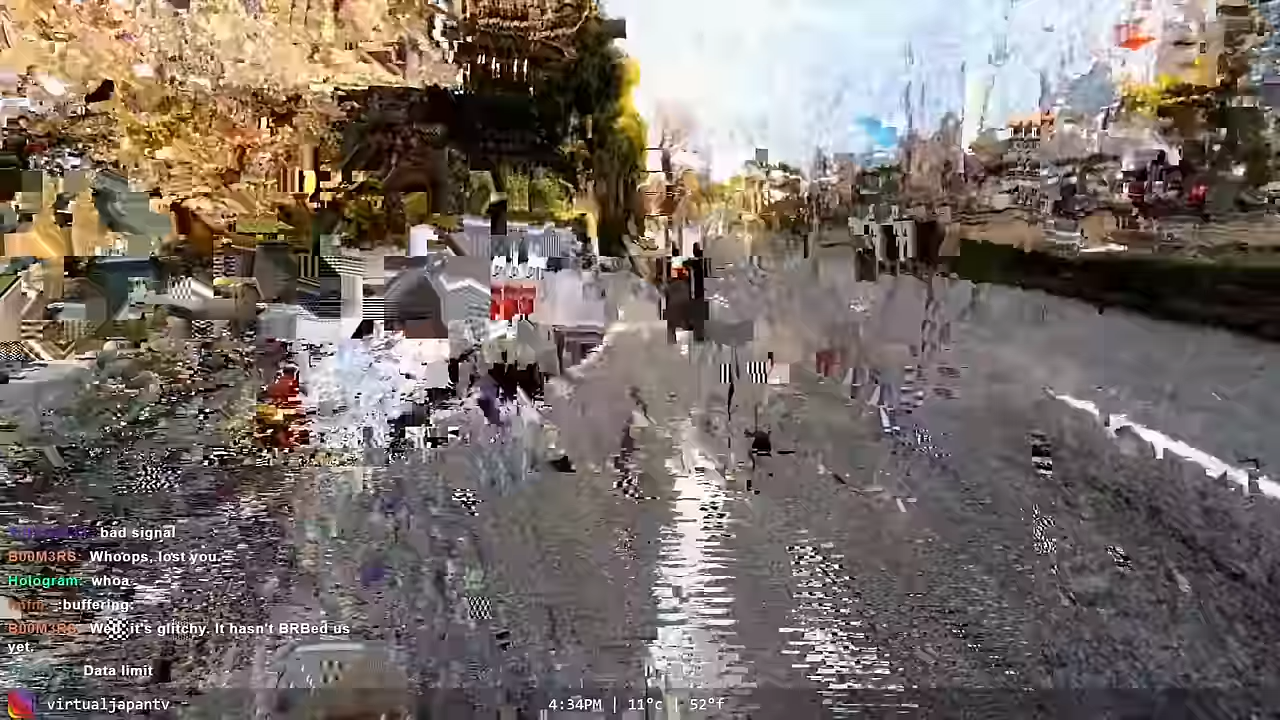 bad signal
B00M3RS: Whoops, lost you.
Hologram: whoa
:buffering:
B00M3RS: Well it's glitchy. It hasn't BRBed us
yet.
Data limit
virtualjapantv
4:34PM | 11°c | 52°f